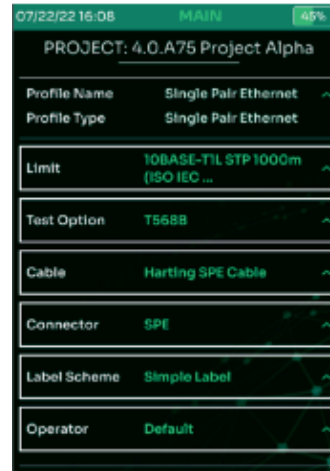 07/22/22 16:08 MAIN 45%
PROJECT: 4.0.A75 Project Alpha
Profile Name Single Pair Ethernet
Profile Type Single Pair Ethernet
Limit 10BASE-T1L STP 1000m
(ISO IEC ...
Test Option T568B
Cable Harting SPE Cable
Connector SPE
Label Scheme Simple Label
Operator Default